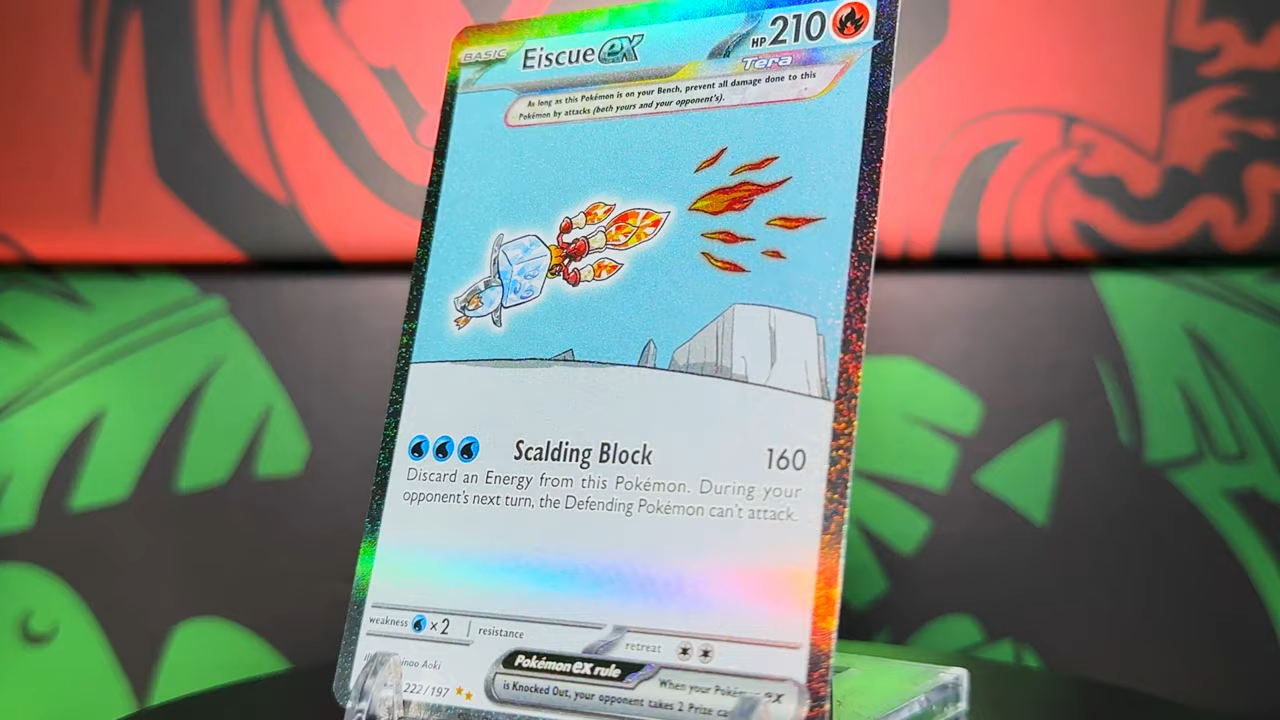 BASIC Eiscue ex HP 210
Tera
As long as this Pokémon is on your Bench, prevent all damage done to this
Pokémon by attacks (both yours and your opponent's).
Scalding Block 160
Discard an Energy from this Pokémon. During your
opponent's next turn, the Defending Pokémon can't attack.
weakness ×2 resistance
retreat
Aoki
Pokémon ex rule When your Pokémon ex
is Knocked Out, your opponent takes 2 Prize
222/197